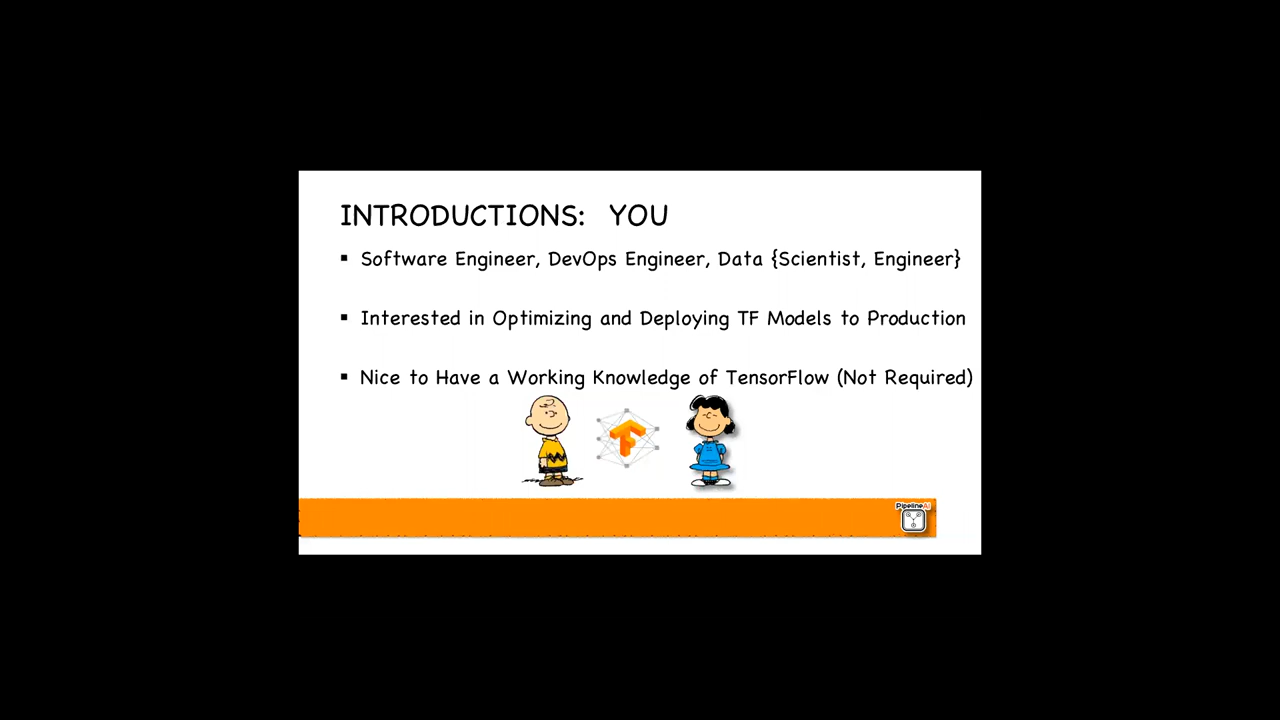 INTRODUCTIONS: YOU
▪ Software Engineer, DevOps Engineer, Data {Scientist, Engineer}
▪ Interested in Optimizing and Deploying TF Models to Production
▪ Nice to Have a Working Knowledge of TensorFlow (Not Required)
PipelineAI